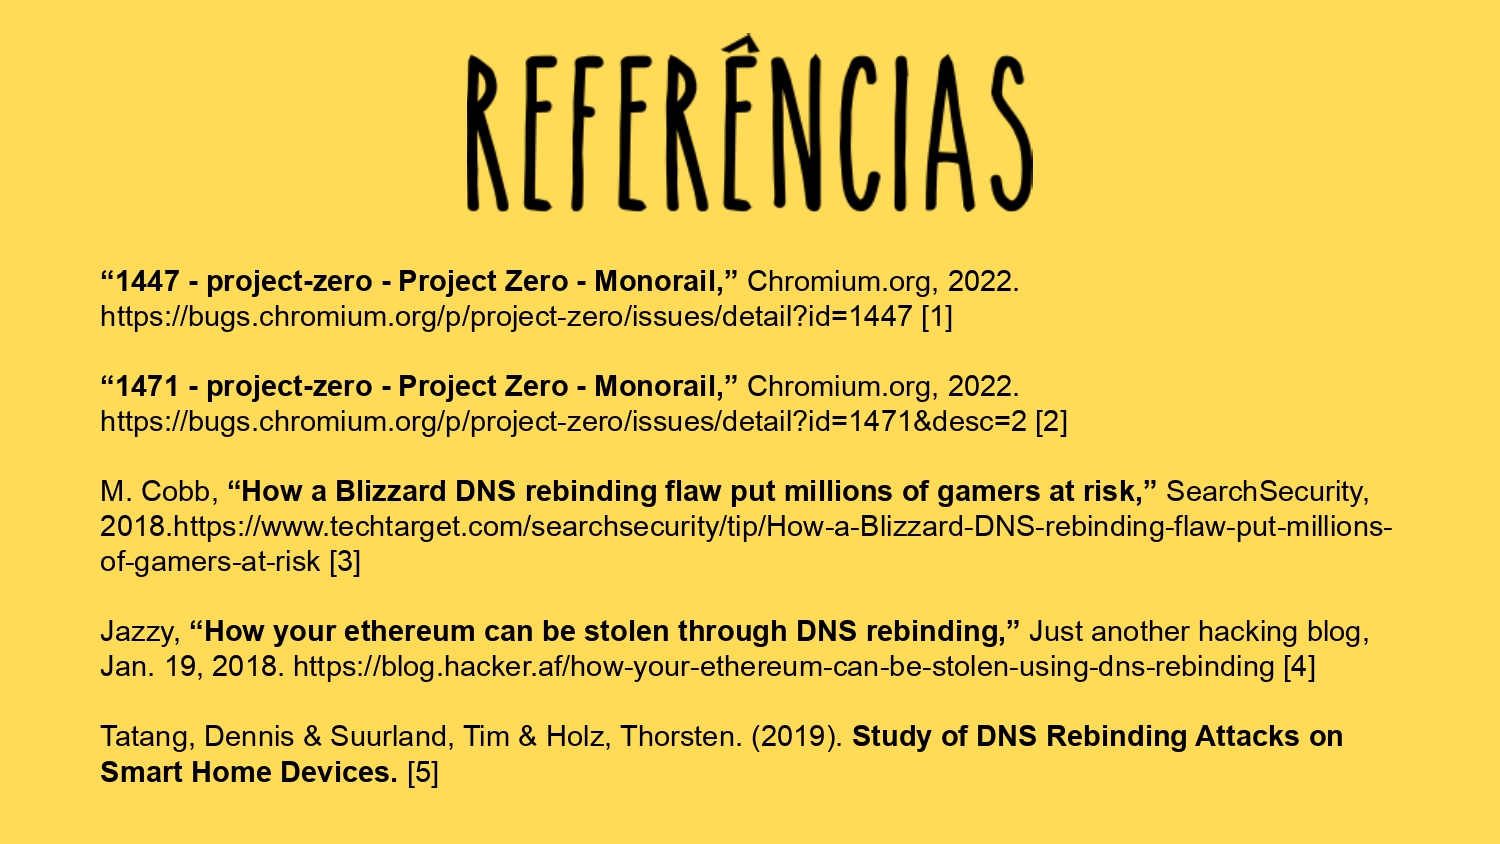 REFERÊNCIAS
“1447 - project-zero - Project Zero - Monorail,” Chromium.org, 2022.
https://bugs.chromium.org/p/project-zero/issues/detail?id=1447 [1]
“1471 - project-zero - Project Zero - Monorail,” Chromium.org, 2022.
https://bugs.chromium.org/p/project-zero/issues/detail?id=1471&desc=2 [2]
M. Cobb, “How a Blizzard DNS rebinding flaw put millions of gamers at risk,” SearchSecurity,
2018.https://www.techtarget.com/searchsecurity/tip/How-a-Blizzard-DNS-rebinding-flaw-put-millions-
of-gamers-at-risk [3]
Jazzy, “How your ethereum can be stolen through DNS rebinding,” Just another hacking blog,
Jan. 19, 2018. https://blog.hacker.af/how-your-ethereum-can-be-stolen-using-dns-rebinding [4]
Tatang, Dennis & Suurland, Tim & Holz, Thorsten. (2019). Study of DNS Rebinding Attacks on
Smart Home Devices. [5]